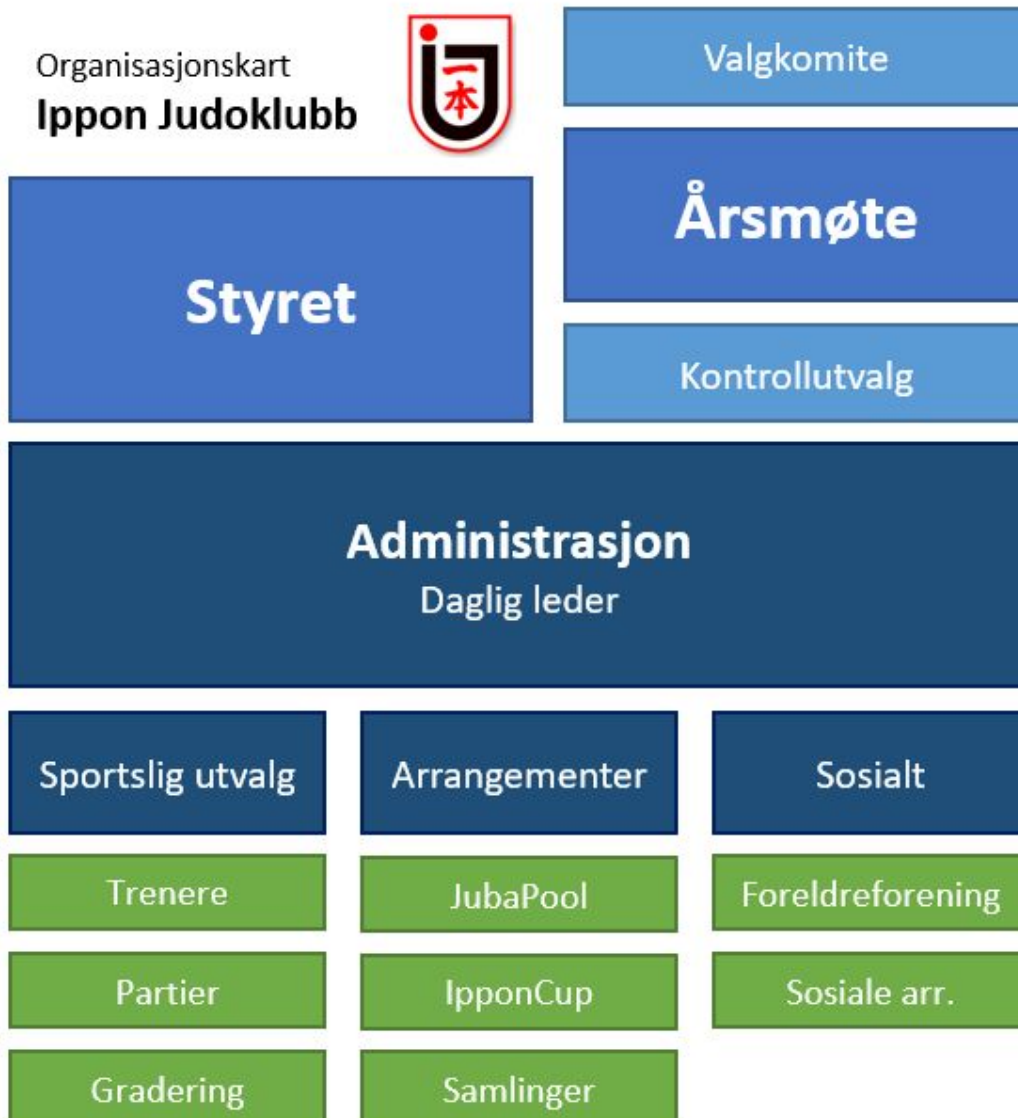 Organisasjonskart
Ippon Judoklubb
一本
Valgkomite
Årsmøte
Kontrollutvalg
Styret
Administrasjon
Daglig leder
Sportslig utvalg
Trenere
Partier
Gradering
Arrangementer
JubaPool
IpponCup
Samlinger
Sosialt
Foreldreforening
Sosiale arr.